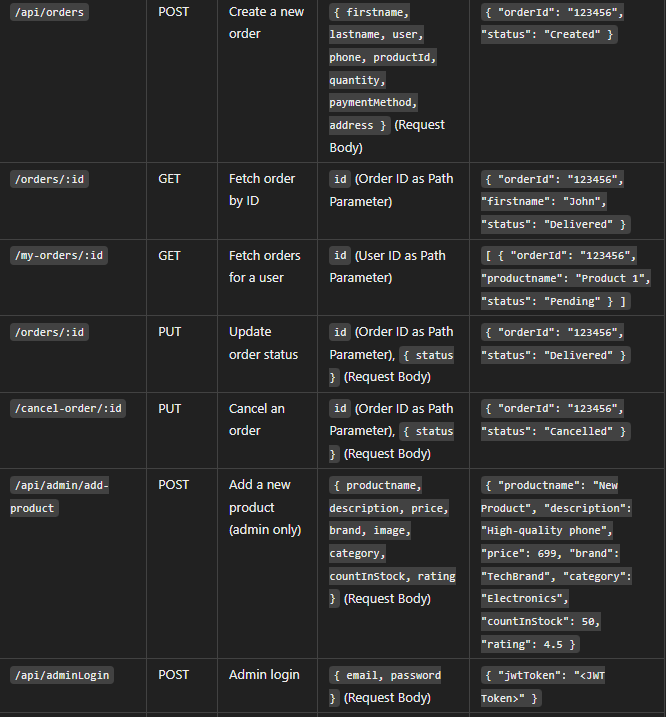 /api/orders POST Create a new order { firstname, lastname, user, phone, productId, quantity, paymentMethod, address } (Request Body) { "orderId": "123456", "status": "Created" }
/orders/:id GET Fetch order by ID id (Order ID as Path Parameter) { "orderId": "123456", "firstname": "John", "status": "Delivered" }
/my-orders/:id GET Fetch orders for a user id (User ID as Path Parameter) [ { "orderId": "123456", "productname": "Product 1", "status": "Pending" } ]
/orders/:id PUT Update order status id (Order ID as Path Parameter), { status } (Request Body) { "orderId": "123456", "status": "Delivered" }
/cancel-order/:id PUT Cancel an order id (Order ID as Path Parameter), { status } (Request Body) { "orderId": "123456", "status": "Cancelled" }
/api/admin/add-product POST Add a new product (admin only) { productname, description, price, brand, image, category, countInStock, rating } (Request Body) { "productname": "New Product", "description": "High-quality phone", "price": 699, "brand": "TechBrand", "category": "Electronics", "countInStock": 50, "rating": 4.5 }
/api/adminLogin POST Admin login { email, password } (Request Body) { "jwtToken": "<JWT Token>" }